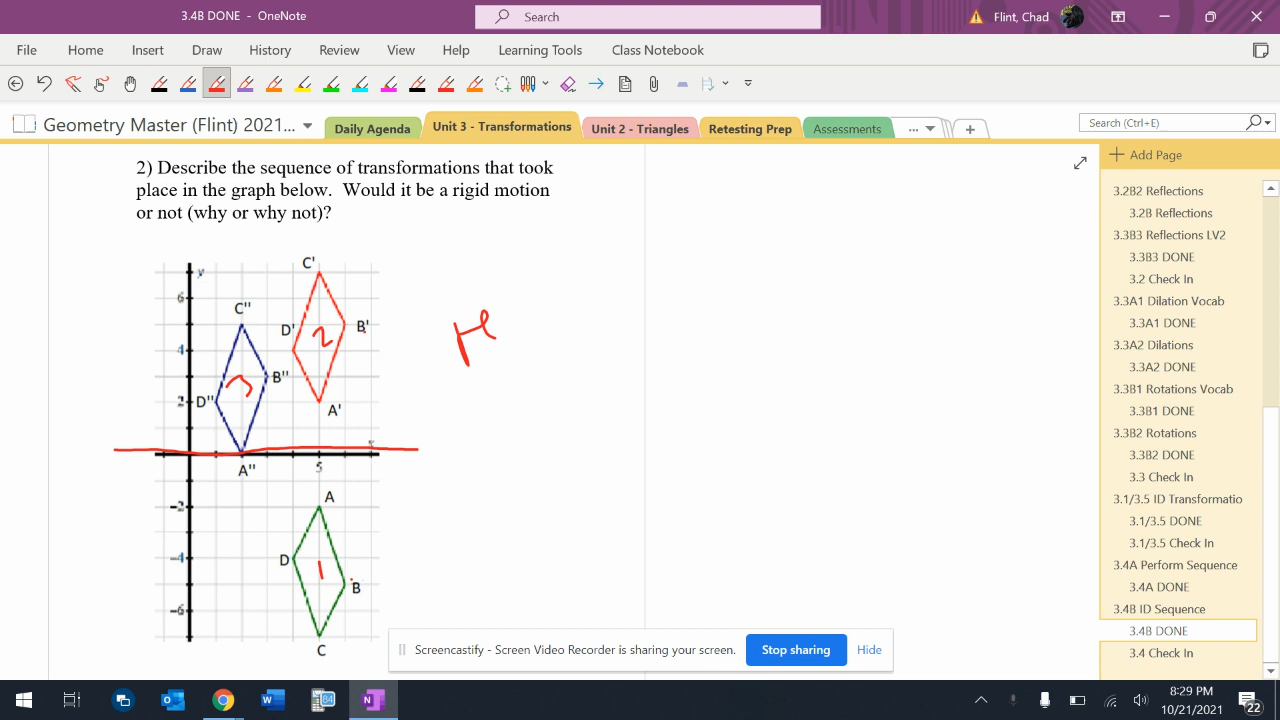 3.4B DONE - OneNote
Search
Flint, Chad
File Home Insert Draw History Review View Help Learning Tools Class Notebook
Geometry Master (Flint) 2021...
Daily Agenda
Unit 3 - Transformations
Unit 2 - Triangles
Retesting Prep
Assessments
...
Search (Ctrl+E)
Add Page
2) Describe the sequence of transformations that took
place in the graph below. Would it be a rigid motion
or not (why or why not)?
y
C'
6
C''
D'
2
B'
4
3
B''
2
D''
A'
x
A''
5
-2
A
-4
D
1
B
-6
C
re
3.2B2 Reflections
3.2B Reflections
3.3B3 Reflections LV2
3.3B3 DONE
3.2 Check In
3.3A1 Dilation Vocab
3.3A1 DONE
3.3A2 Dilations
3.3A2 DONE
3.3B1 Rotations Vocab
3.3B1 DONE
3.3B2 Rotations
3.3B2 DONE
3.3 Check In
3.1/3.5 ID Transformatio
3.1/3.5 DONE
3.1/3.5 Check In
3.4A Perform Sequence
3.4A DONE
3.4B ID Sequence
3.4B DONE
3.4 Check In
Screencastify - Screen Video Recorder is sharing your screen.
Stop sharing
Hide
8:29 PM
10/21/2021
22